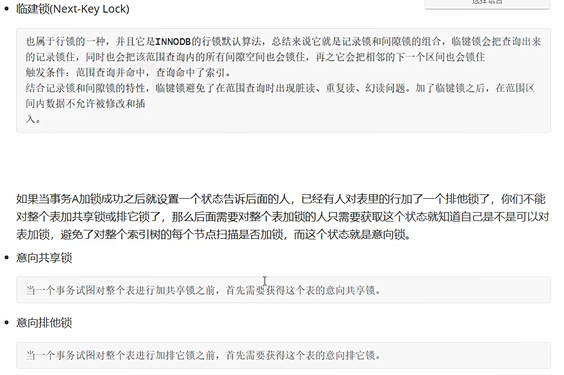 选择语言
临建锁(Next-Key Lock)
也属于行锁的一种，并且它是INNODB的行锁默认算法，总结来说它就是记录锁和间隙锁的组合，临键锁会把查询出来
的记录锁住，同时也会把该范围查询内的所有间隙空间也会锁住，再之它会把相邻的下一个区间也会锁住
触发条件：范围查询并命中，查询命中了索引。
结合记录锁和间隙锁的特性，临键锁避免了在范围查询时出现脏读、重复读、幻读问题。加了临键锁之后，在范围区
间内数据不允许被修改和插
入。
如果当事务A加锁成功之后就设置一个状态告诉后面的人，已经有人对表里的行加了一个排他锁了，你们不能
对整个表加共享锁或排它锁了，那么后面需要对整个表加锁的人只需要获取这个状态就知道自己是不是可以对
表加锁，避免了对整个索引树的每个节点扫描是否加锁，而这个状态就是意向锁。
意向共享锁
当一个事务试图对整个表进行加共享锁之前，首先需要获得这个表的意向共享锁。
意向排他锁
当一个事务试图对整个表进行加排它锁之前，首先需要获得这个表的意向排它锁。